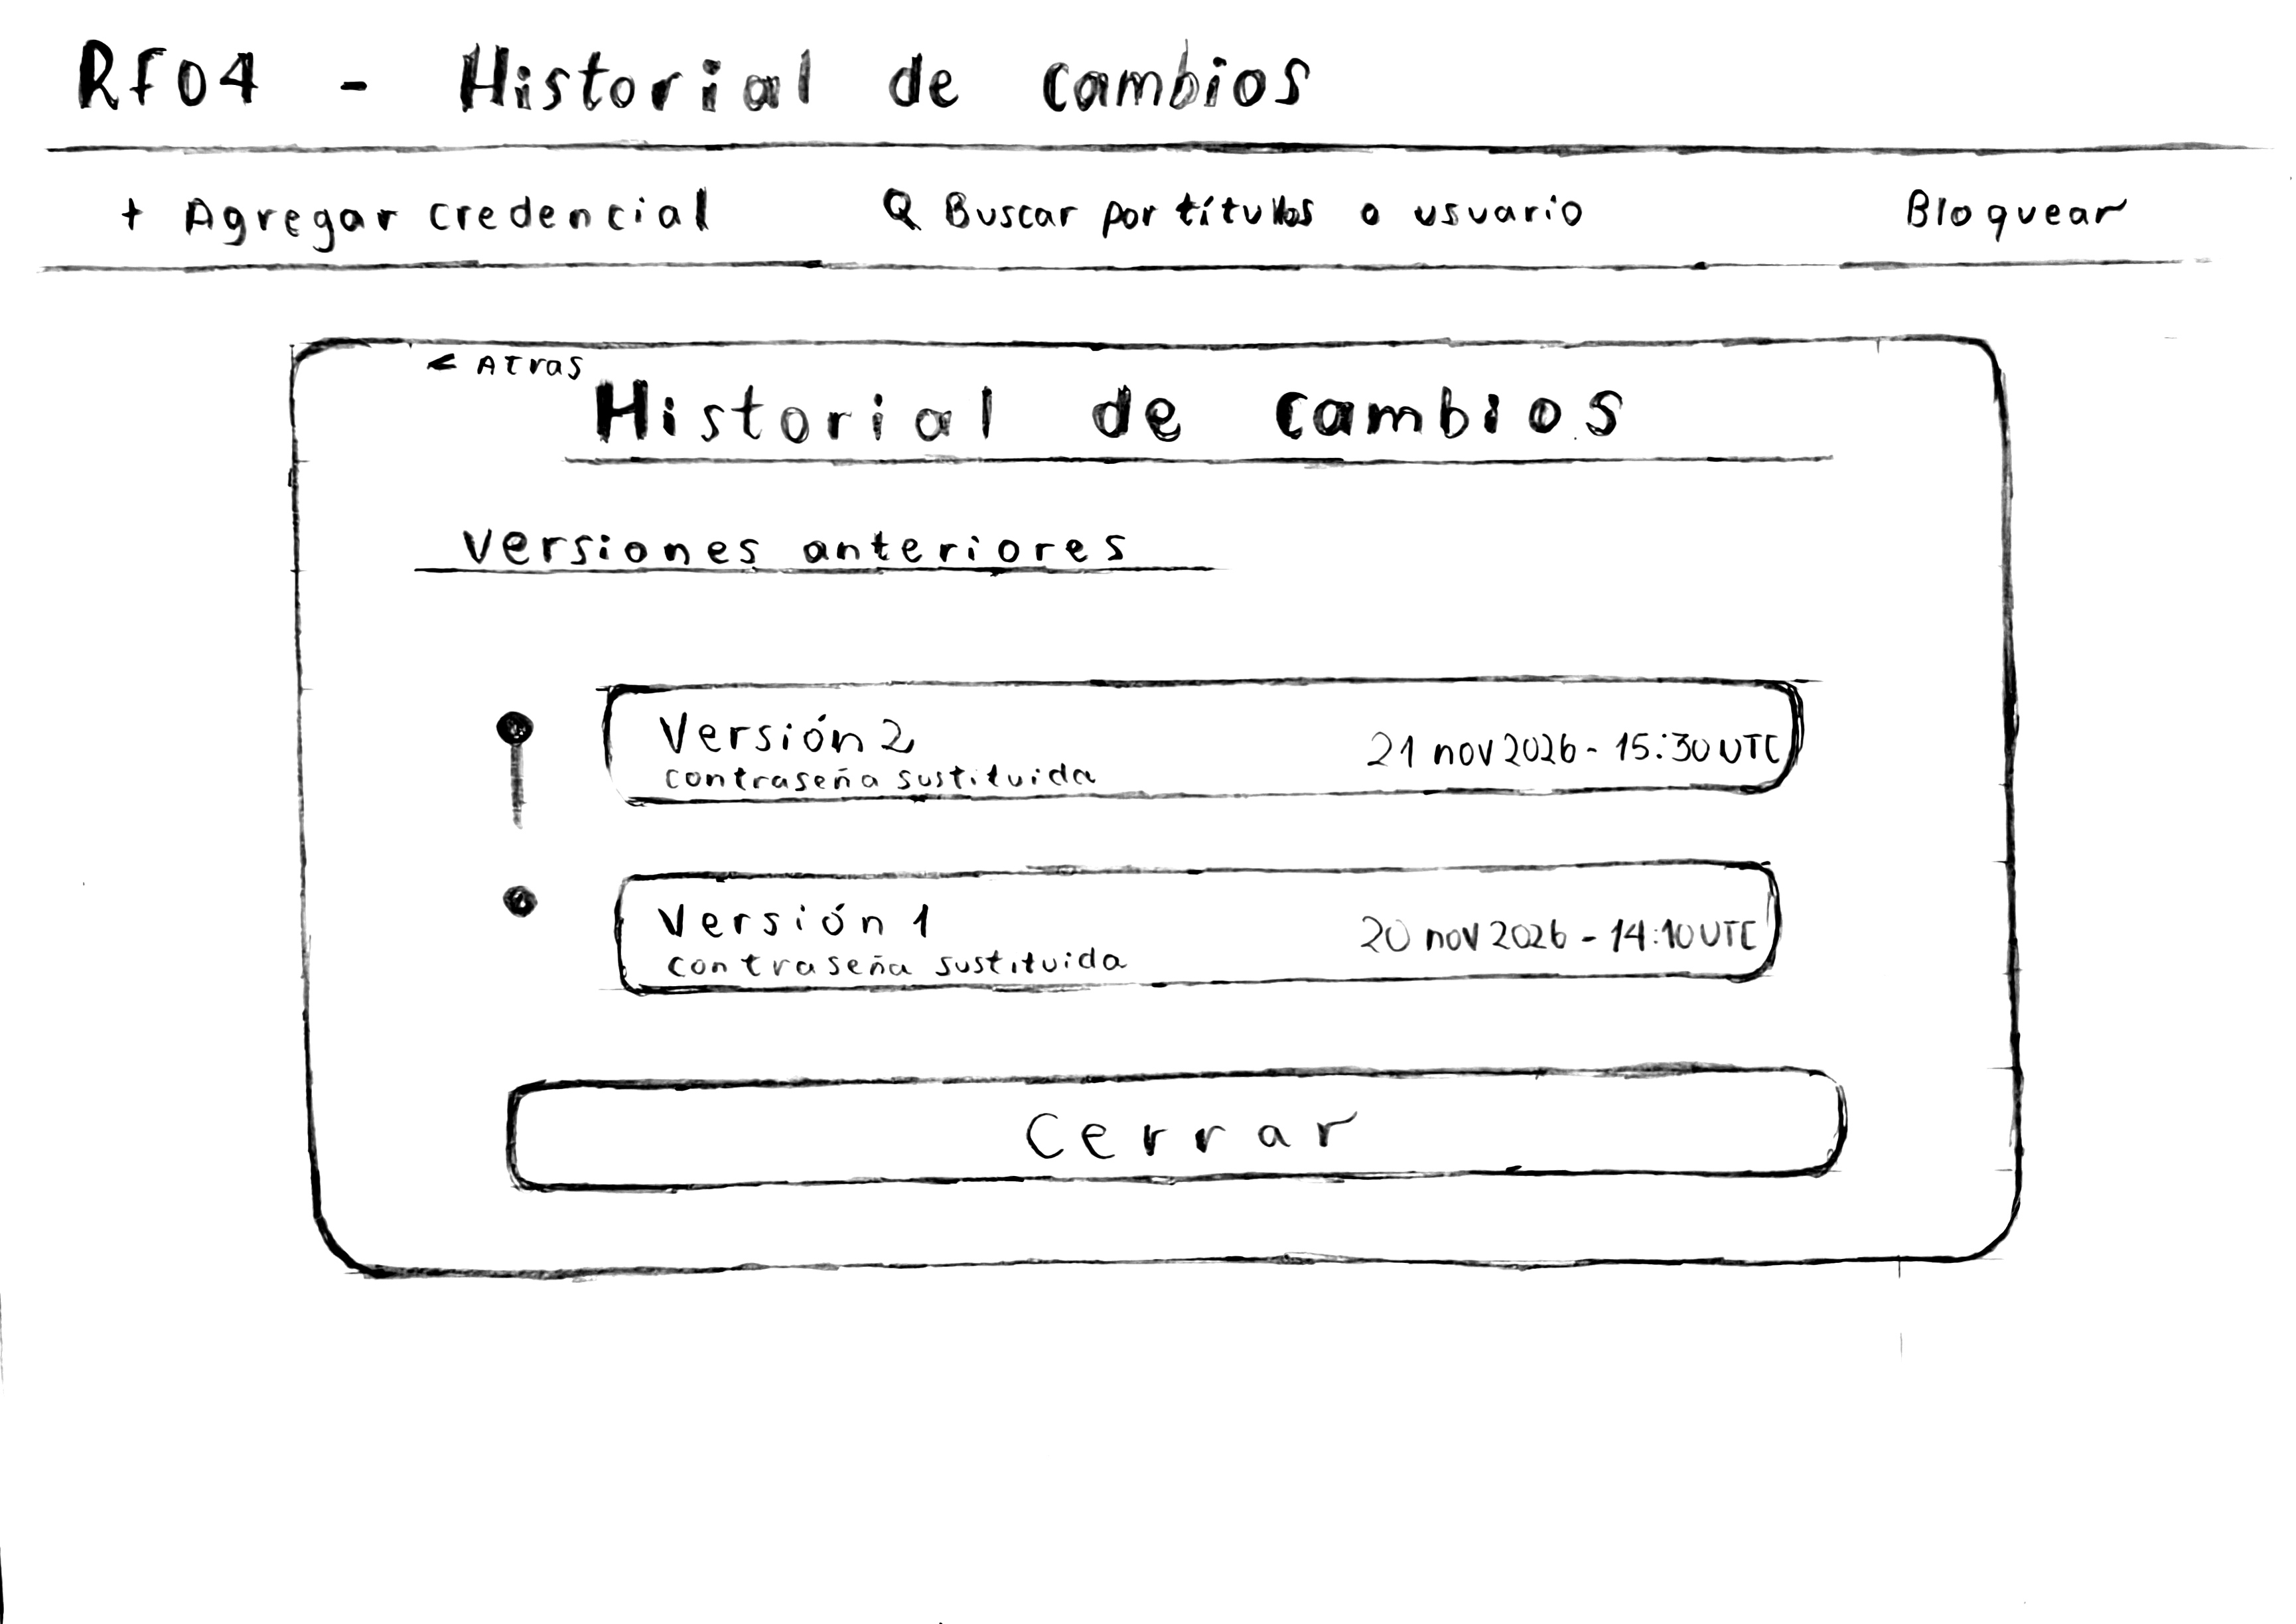 Rf04 - Historial de cambios
+ Agregar credencial Buscar por títulos o usuario Bloquear
< Atras
Historial de cambios
Versiones anteriores
Versión 2
21 nov 2026 - 15:30 UTC
contraseña sustituida
Versión 1
20 nov 2026 - 14:10 UTC
contraseña sustituida
Cerrar